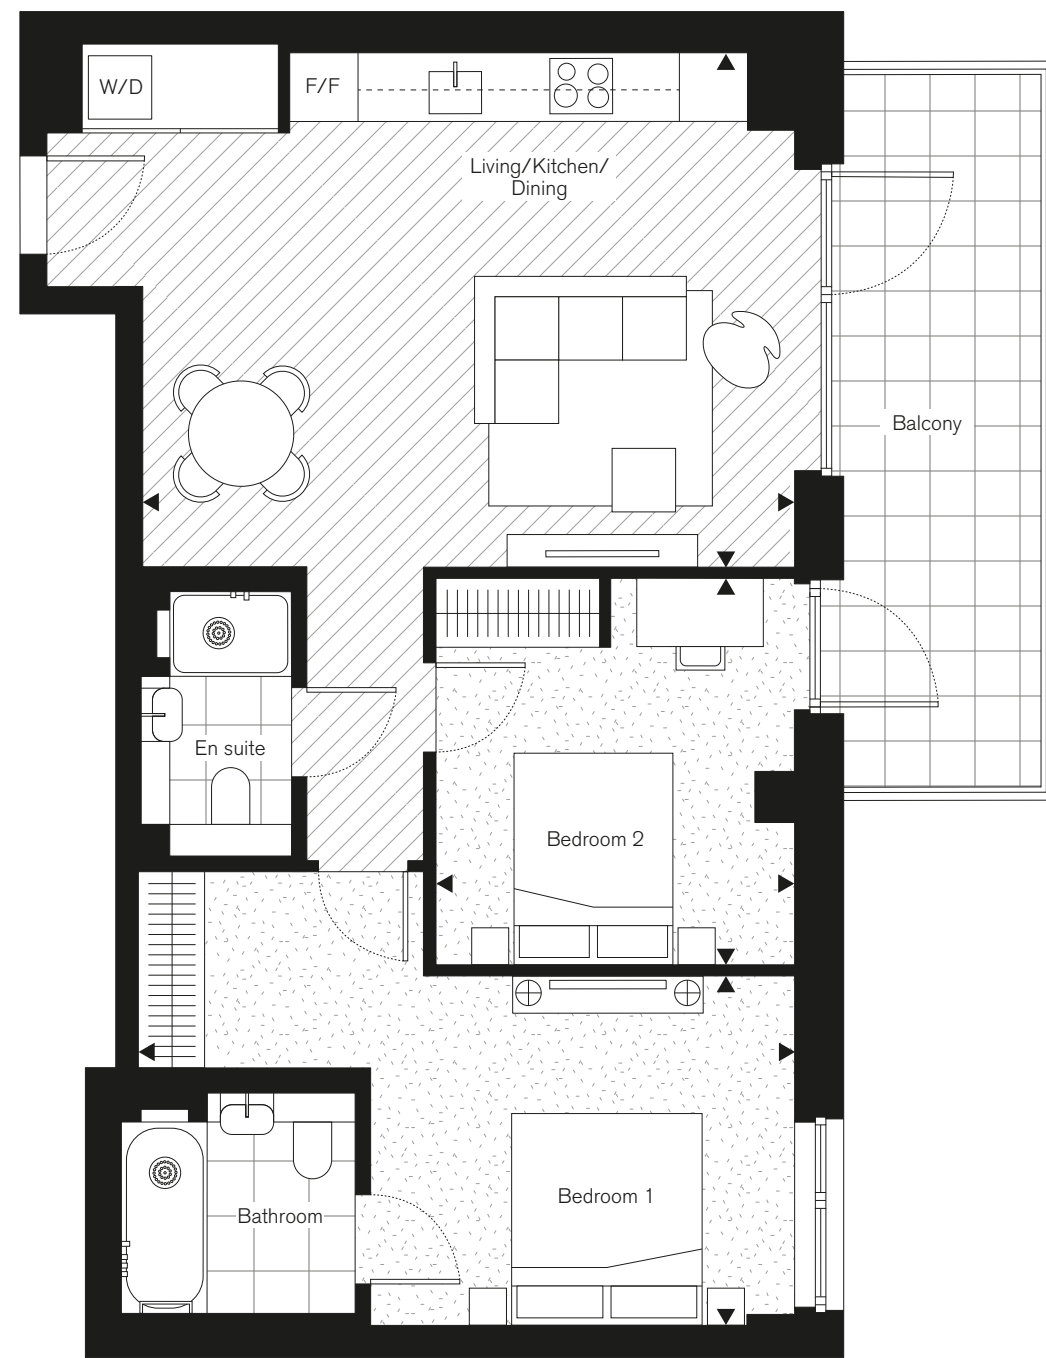 W/D
F/F
Living/Kitchen/
Dining
Balcony
En suite
Bedroom 2
Bedroom 1
Bathroom